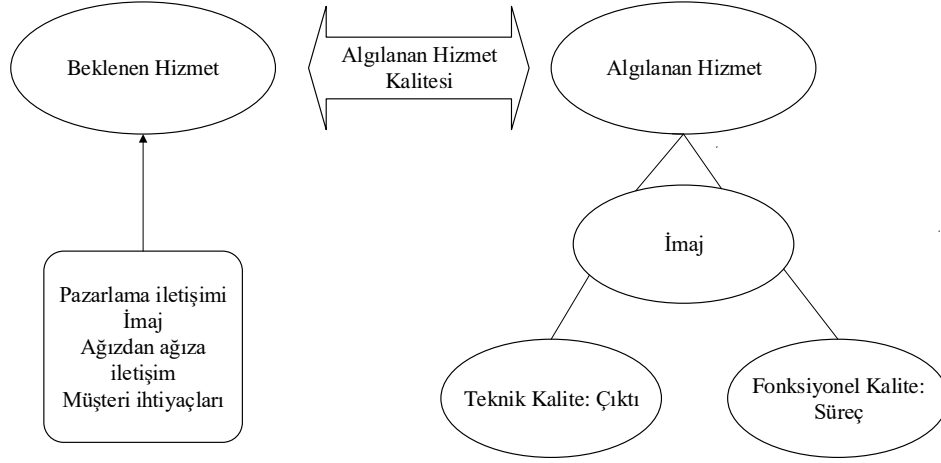 Beklenen Hizmet
Algılanan Hizmet
Kalitesi
Algılanan Hizmet
İmaj
Pazarlama iletişimi
İmaj
Ağızdan ağıza
iletişim
Müşteri ihtiyaçları
Teknik Kalite: Çıktı
Fonksiyonel Kalite:
Süreç